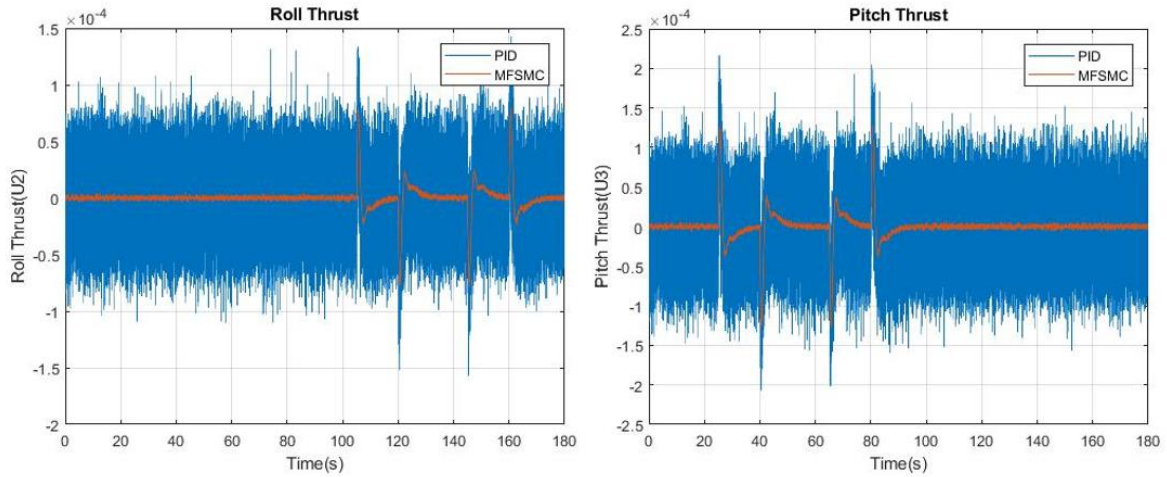 Roll Thrust
×10⁻⁴
1.5
1
0.5
0
-0.5
-1
-1.5
-2
Roll Thrust(U2)
PID
MFSMC
0 20 40 60 80 100 120 140 160 180
Time(s)
Pitch Thrust
×10⁻⁴
2.5
2
1.5
1
0.5
0
-0.5
-1
-1.5
-2
-2.5
Pitch Thrust(U3)
PID
MFSMC
0 20 40 60 80 100 120 140 160 180
Time(s)